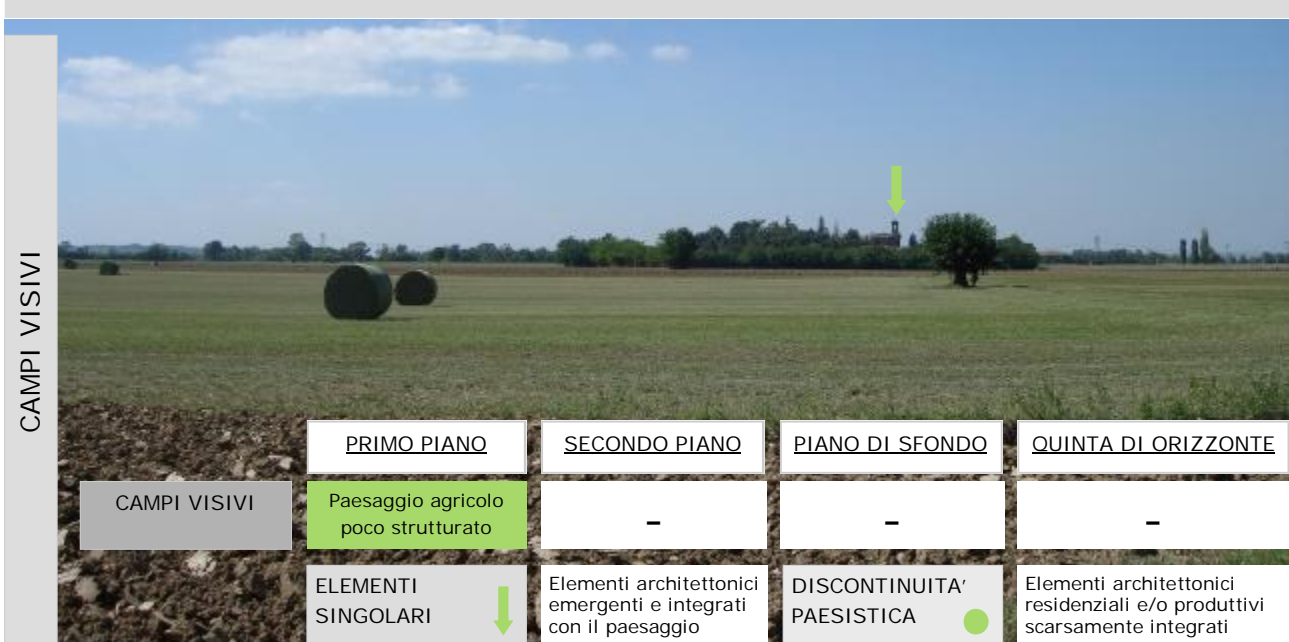 CAMPI VISIVI
PRIMO PIANO
SECONDO PIANO
PIANO DI SFONDO
QUINTA DI ORIZZONTE
CAMPI VISIVI
Paesaggio agricolo
poco strutturato
–
–
–
ELEMENTI
SINGOLARI
Elementi architettonici
emergenti e integrati
con il paesaggio
DISCONTINUITA'
PAESISTICA
Elementi architettonici
residenziali e/o produttivi
scarsamente integrati